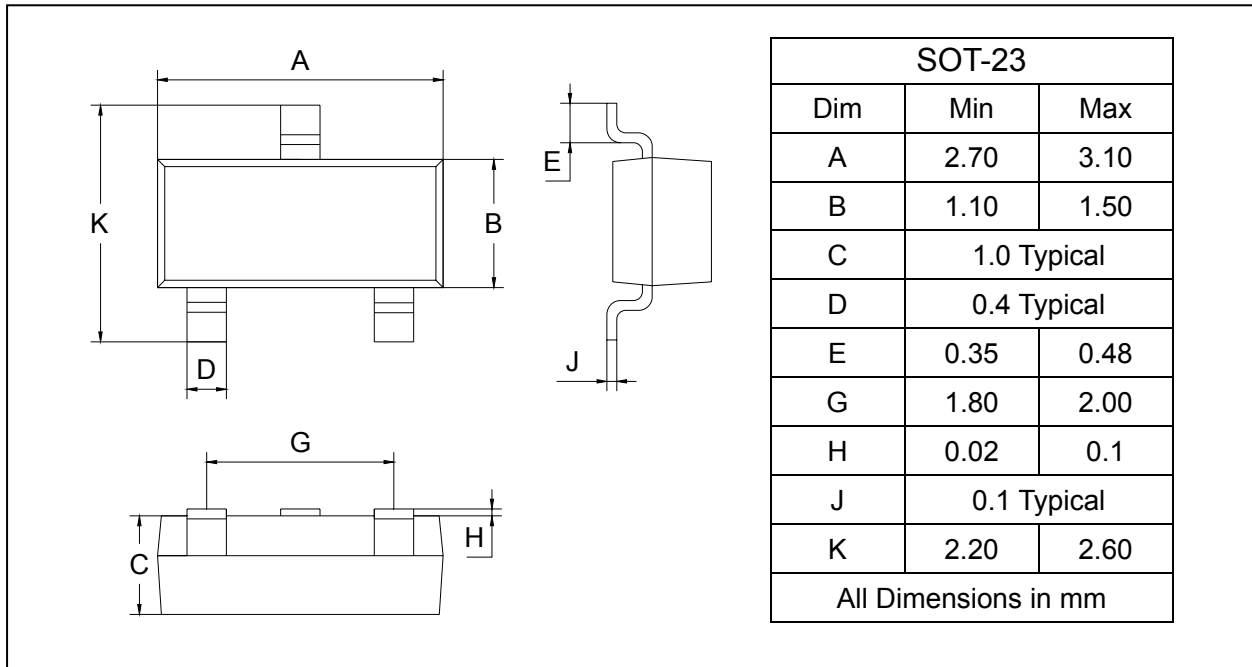 A
K
B
D
E
J
G
C
H
SOT-23
Dim Min Max
A 2.70 3.10
B 1.10 1.50
C 1.0 Typical
D 0.4 Typical
E 0.35 0.48
G 1.80 2.00
H 0.02 0.1
J 0.1 Typical
K 2.20 2.60
All Dimensions in mm